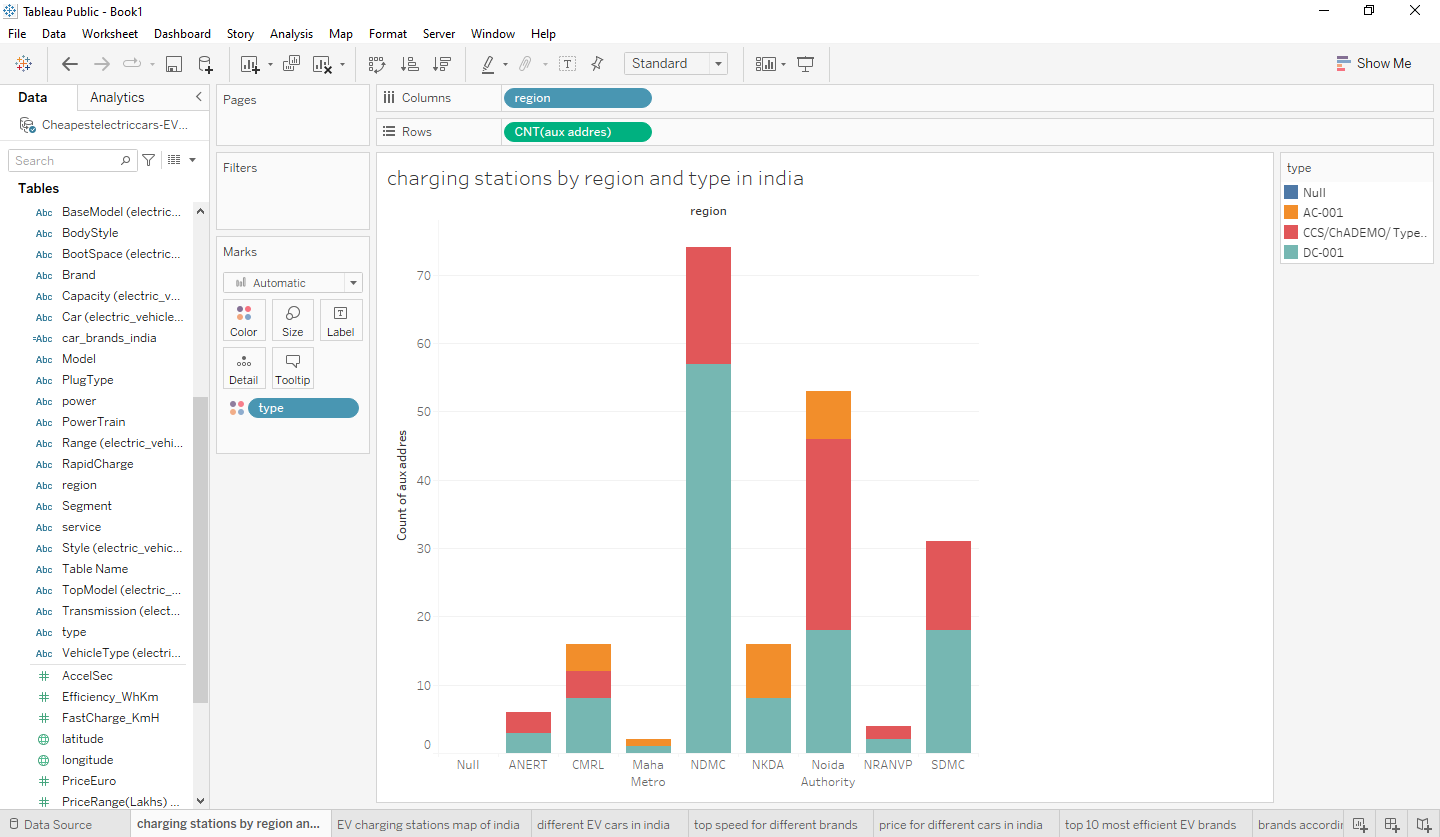 Tableau Public - Book1
File Data Worksheet Dashboard Story Analysis Map Format Server Window Help
Standard
Show Me
Data Analytics
Cheapestelectriccars-EV...
Search
Tables
Abc BaseModel (electric...
Abc BodyStyle
Abc BootSpace (electric...
Abc Brand
Abc Capacity (electric_v...
Abc Car (electric_vehicle...
=Abc car_brands_india
Abc Model
Abc PlugType
Abc power
Abc PowerTrain
Abc Range (electric_vehi...
Abc RapidCharge
Abc region
Abc Segment
Abc service
Abc Style (electric_vehic...
Abc Table Name
Abc TopModel (electric_...
Abc Transmission (elect...
Abc type
Abc VehicleType (electri...
# AccelSec
# Efficiency_WhKm
# FastCharge_KmH
latitude
longitude
# PriceEuro
# PriceRange(Lakhs) ...
Pages
Filters
Marks
Automatic
Color Size Label
Detail Tooltip
type
Columns region
Rows CNT(aux addres)
charging stations by region and type in india
region
Count of aux addres
70
60
50
40
30
20
10
0
Null ANERT CMRL Maha Metro NDMC NKDA Noida Authority NRANVP SDMC
type
Null
AC-001
CCS/ChADEMO/ Type..
DC-001
Data Source charging stations by region an... EV charging stations map of india different EV cars in india top speed for different brands price for different cars in india top 10 most efficient EV brands brands accordin